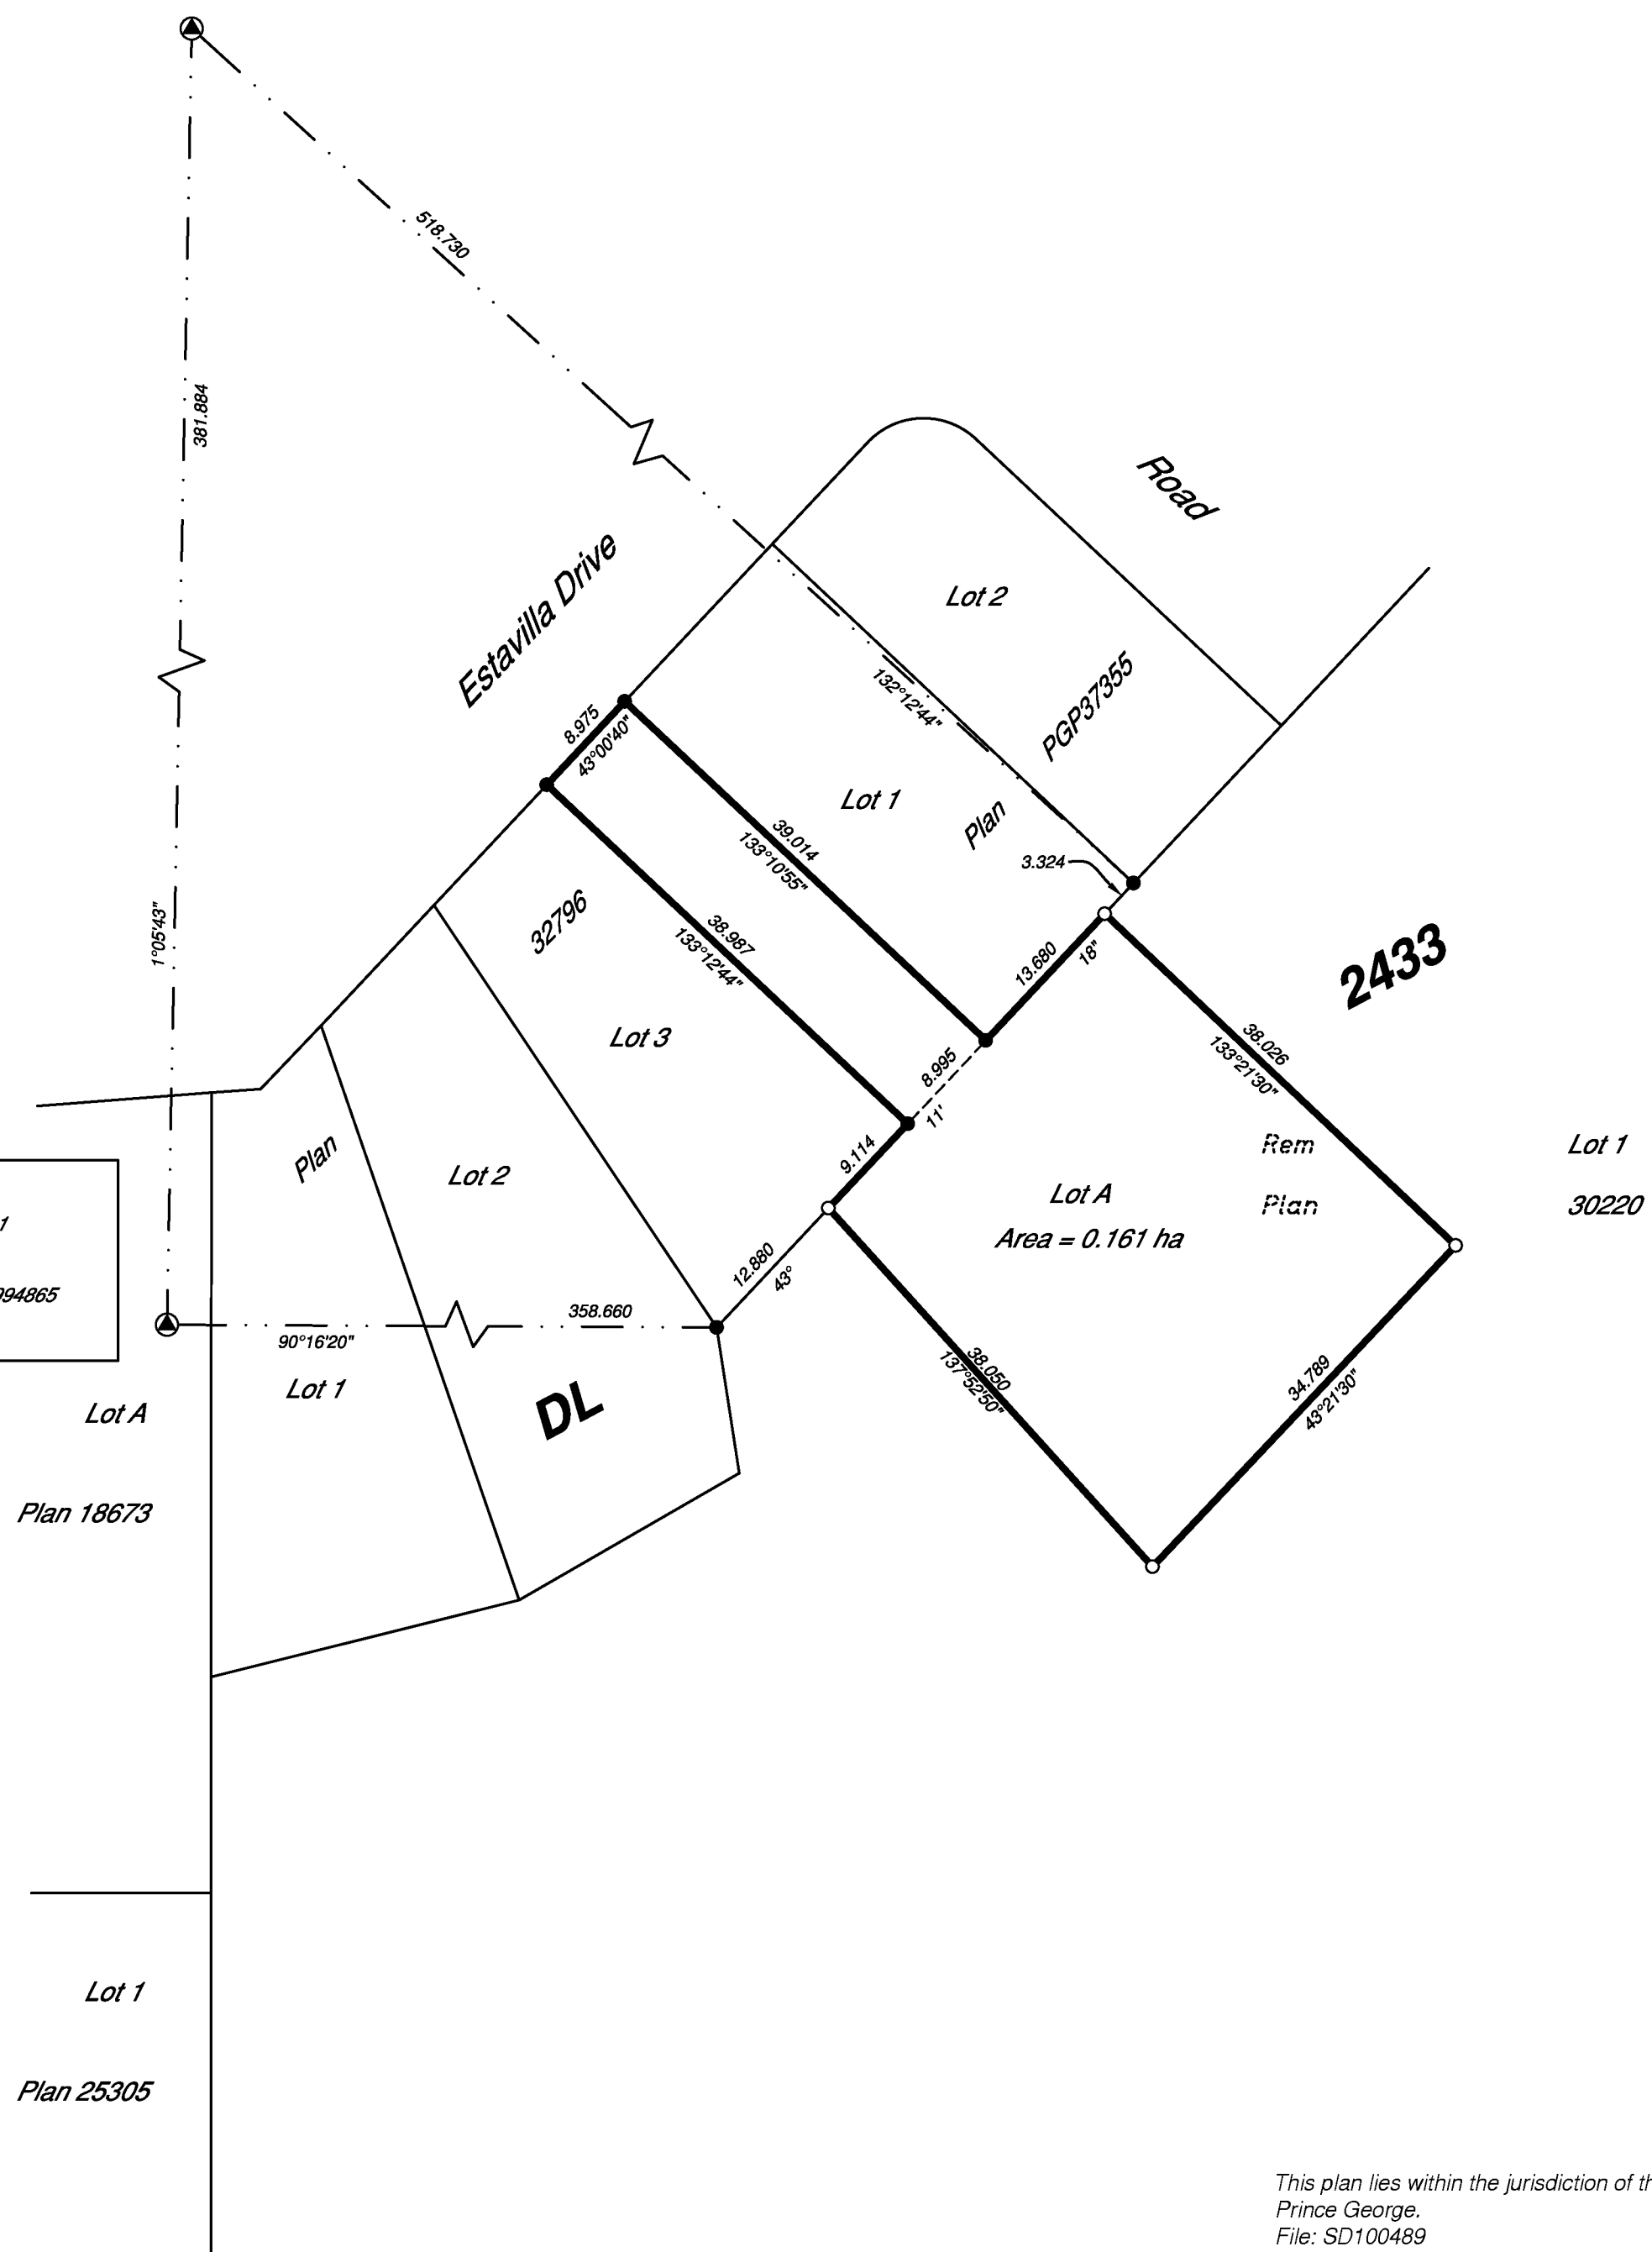 518.730
381.884
Road
Estavilla Drive
Lot 2
132°12'44"
PGP37355
8.975
43°00'40"
Lot 1
Plan
39.014
133°10'55"
3.324
32796
38.987
133°12'44"
1°05'43"
13.680
18"
2433
Lot 3
38.026
133°21'30"
8.995
11'
9.114
Plan
Lot 2
Rem
Lot 1
Lot A
Plan
30220
Area = 0.161 ha
1
94865
12.880
43°
358.660
90°16'20"
Lot 1
DL
38.050
137°52'50"
34.789
43°21'30"
Lot A
Plan 18673
Lot 1
Plan 25305
This plan lies within the jurisdiction of th
Prince George.
File: SD100489